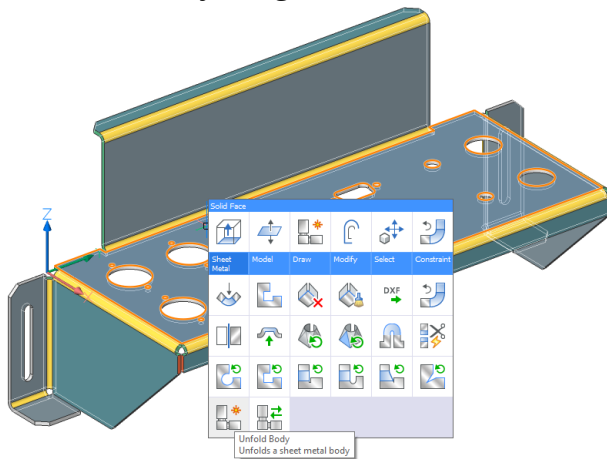 Z
Solid Face
Sheet Metal
Model
Draw
Modify
Select
Constraint
DXF
Unfold Body
Unfolds a sheet metal body